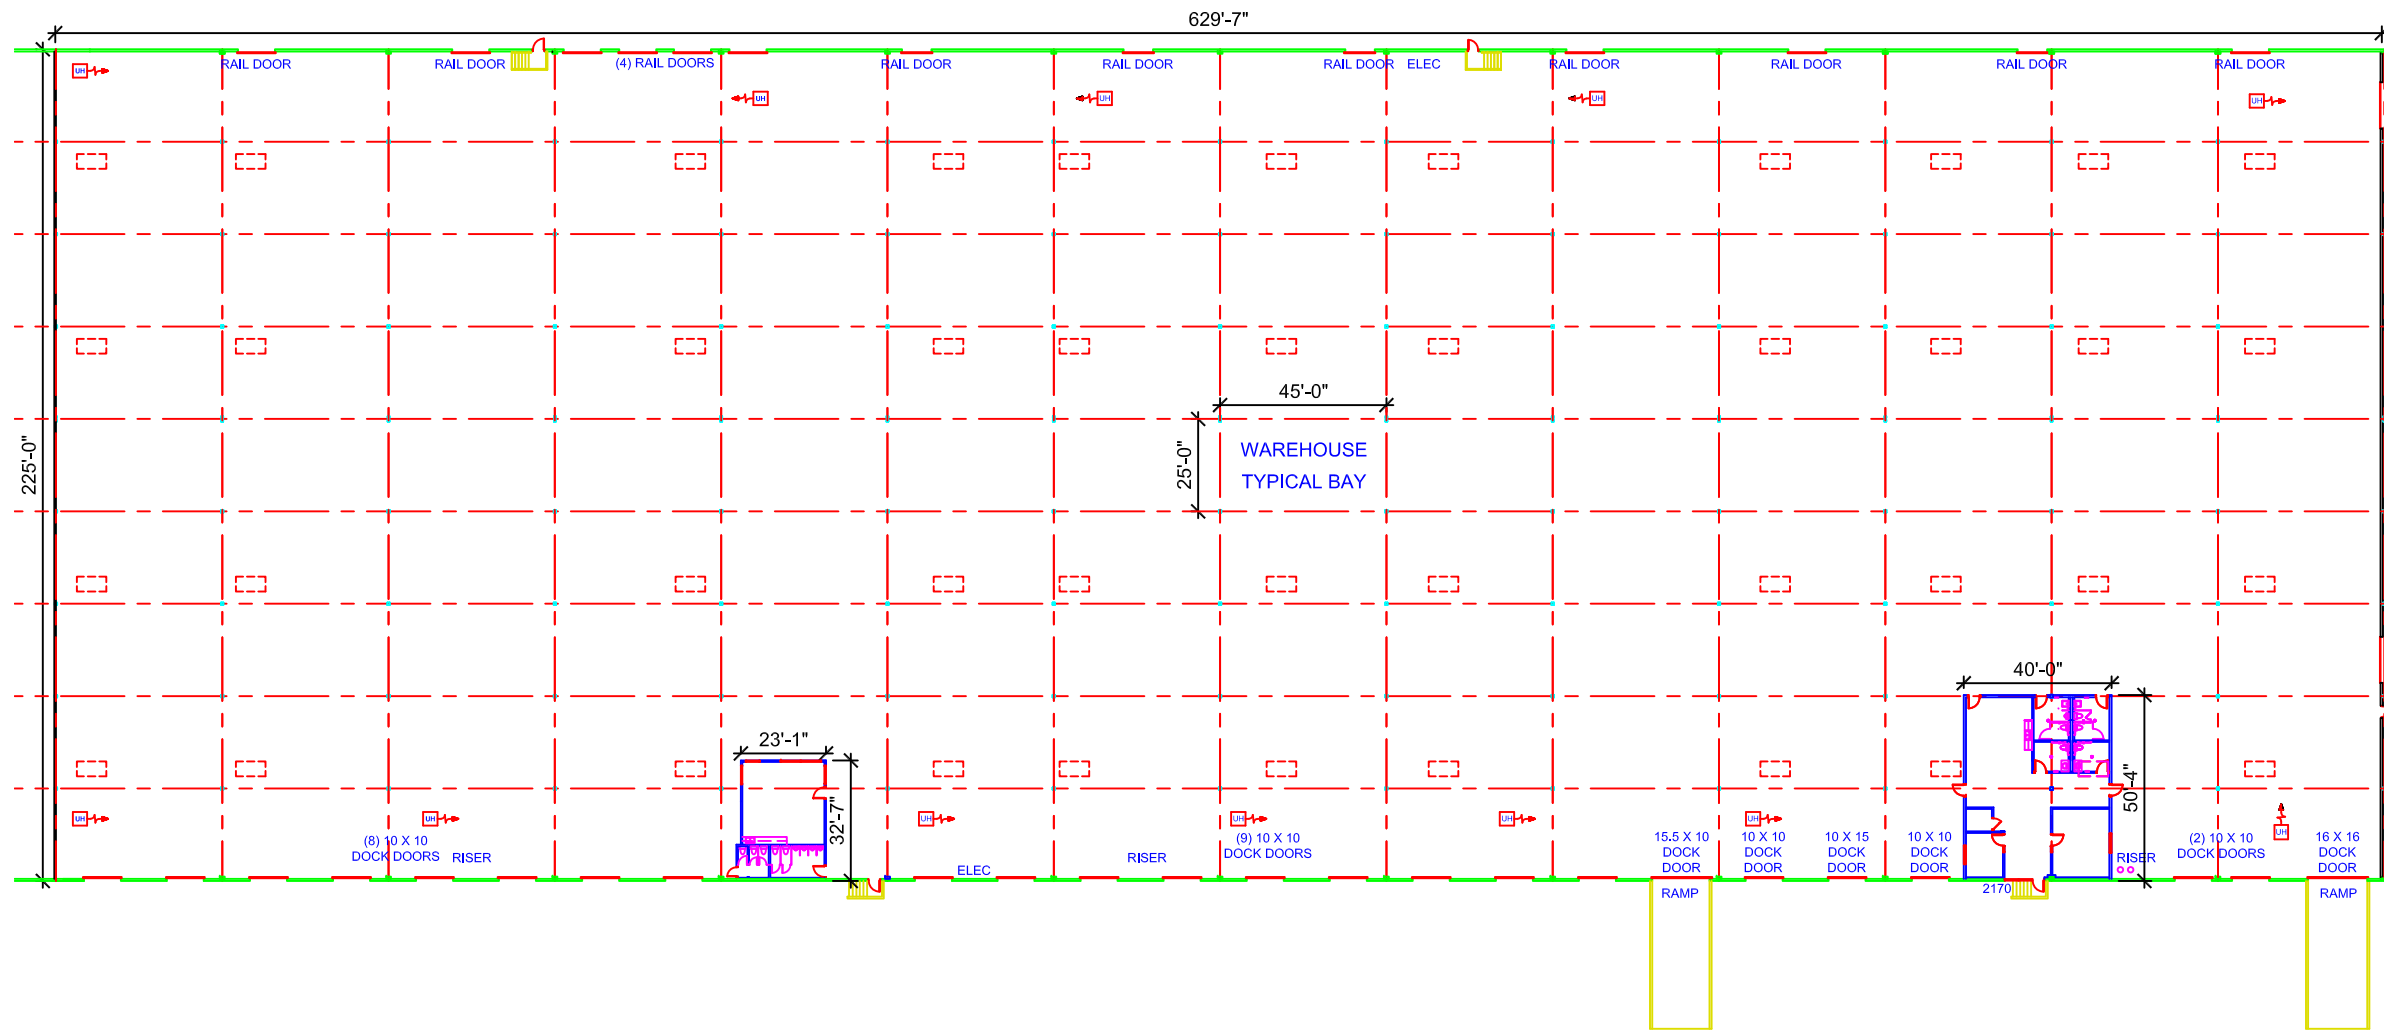 629'-7"
RAIL DOOR
RAIL DOOR
(4) RAIL DOORS
RAIL DOOR
RAIL DOOR
RAIL DOOR
ELEC
RAIL DOOR
RAIL DOOR
RAIL DOOR
RAIL DOOR
UH
UH
UH
UH
UH
225'-0"
45'-0"
25'-0"
WAREHOUSE
TYPICAL BAY
40'-0"
50'-4"
23'-1"
32'-7"
UH
UH
UH
UH
UH
UH
UH
(8) 10 X 10
DOCK DOORS
RISER
ELEC
RISER
(9) 10 X 10
DOCK DOORS
15.5 X 10
DOCK
DOOR
10 X 10
DOCK
DOOR
10 X 15
DOCK
DOOR
10 X 10
DOCK
DOOR
RISER
(2) 10 X 10
DOCK DOORS
16 X 16
DOCK
DOOR
RAMP
2170
RAMP